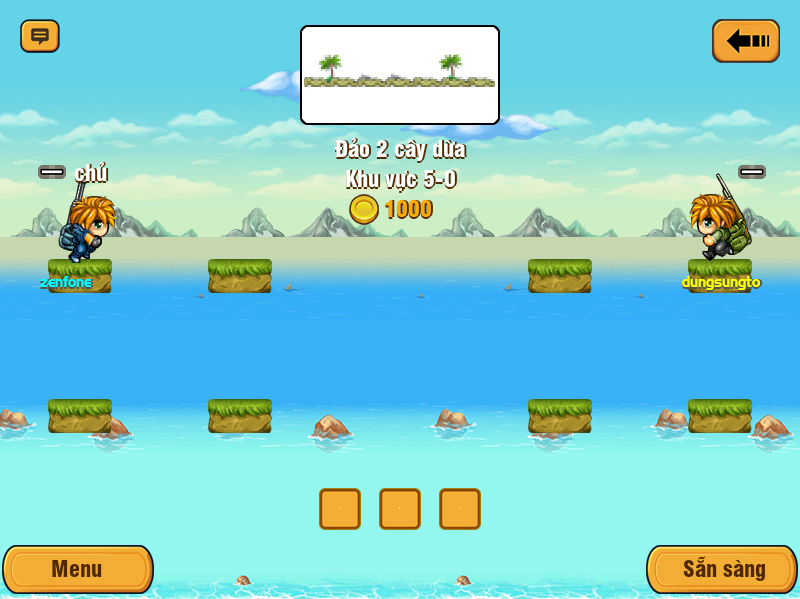 Đảo 2 cây dừa
chủ
Khu vực 5-0
1000
zenfone
dungsungto
Menu
Sẵn sàng